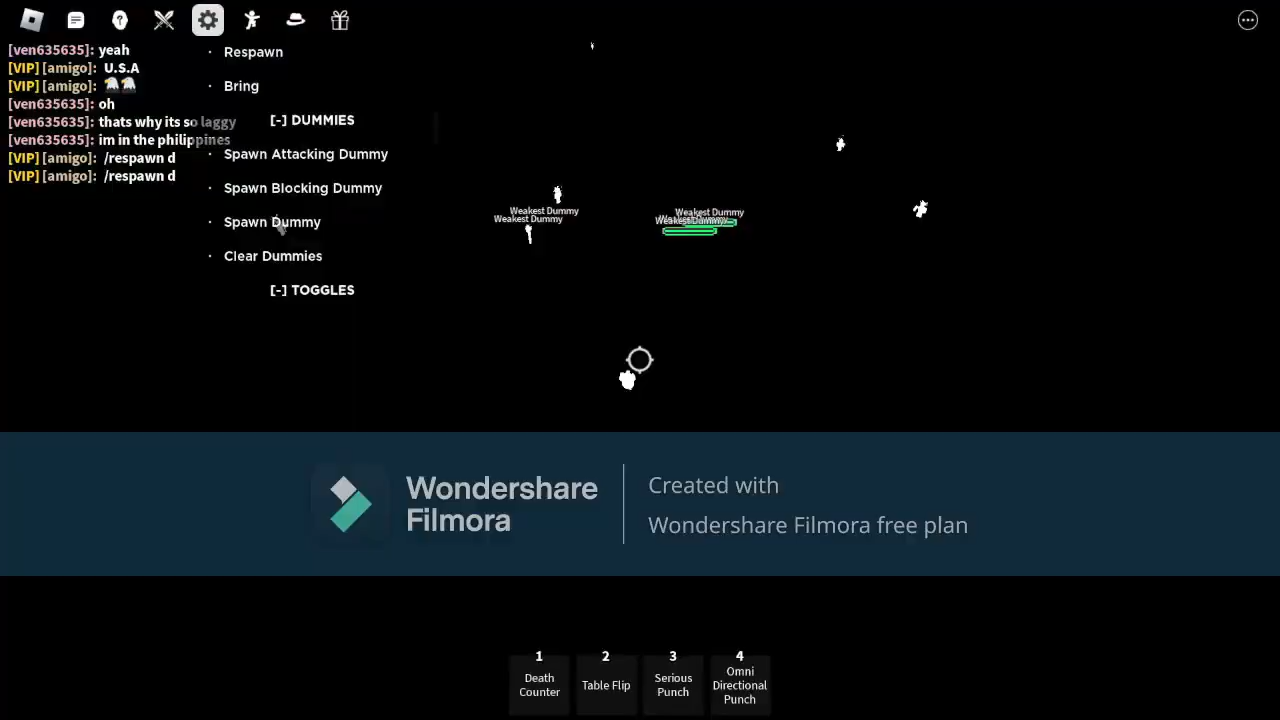 [ven635635]: yeah
[VIP] [amigo]: U.S.A
[VIP] [amigo]: 🦅🦅
[ven635635]: oh
[ven635635]: thats why its so laggy
[ven635635]: im in the philippines
[VIP] [amigo]: /respawn d
[VIP] [amigo]: /respawn d
· Respawn
· Bring
[-] DUMMIES
· Spawn Attacking Dummy
· Spawn Blocking Dummy
· Spawn Dummy
· Clear Dummies
[-] TOGGLES
Weakest Dummy
Weakest Dummy
Weakest Dummy
Weakest Dummy
Wondershare
Filmora
Created with
Wondershare Filmora free plan
1
Death
Counter
2
Table Flip
3
Serious
Punch
4
Omni
Directional
Punch